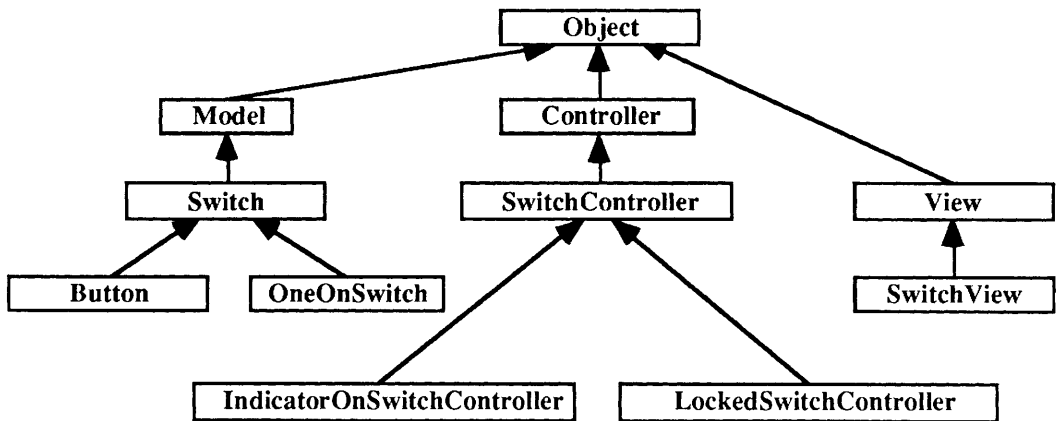 Object
Model
Controller
Switch
SwitchController
View
Button
OneOnSwitch
SwitchView
IndicatorOnSwitchController
LockedSwitchController